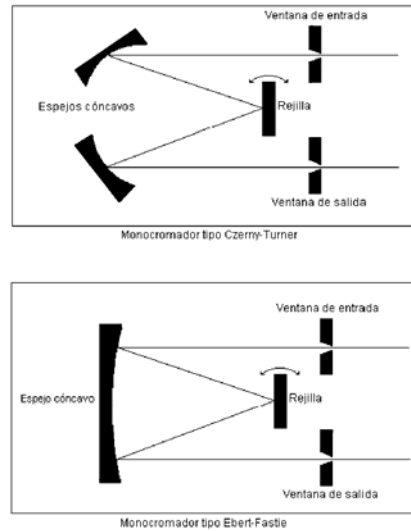 Ventana de entrada
Espejos cóncavos
Rejilla
Ventana de salida
Monocromador tipo Czerny-Turner
Ventana de entrada
Espejo cóncavo
Rejilla
Ventana de salida
Monocromador tipo Ebert-Fastie